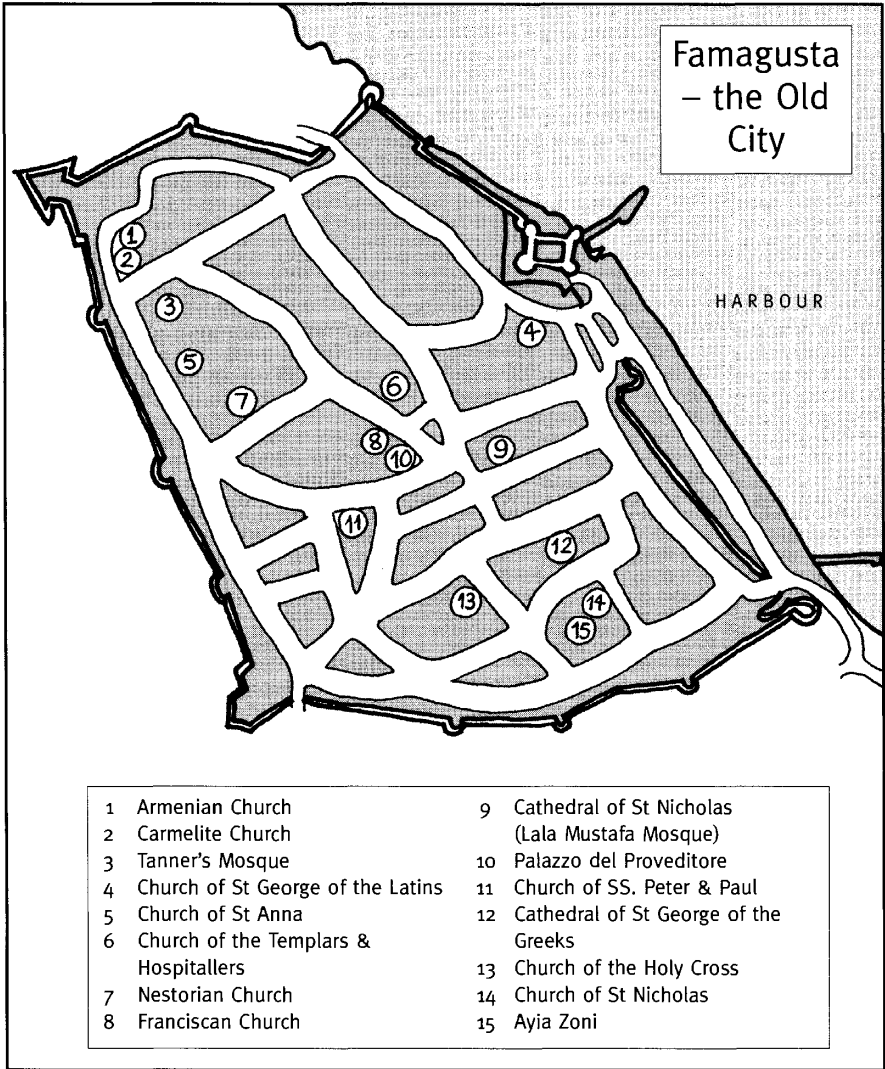 Famagusta
– the Old
City
HARBOUR
1
2
3
4
5
6
7
8
9
10
11
12
13
14
15
1 Armenian Church
2 Carmelite Church
3 Tanner's Mosque
4 Church of St George of the Latins
5 Church of St Anna
6 Church of the Templars &
Hospitallers
7 Nestorian Church
8 Franciscan Church
9 Cathedral of St Nicholas
(Lala Mustafa Mosque)
10 Palazzo del Proveditore
11 Church of SS. Peter & Paul
12 Cathedral of St George of the
Greeks
13 Church of the Holy Cross
14 Church of St Nicholas
15 Ayia Zoni